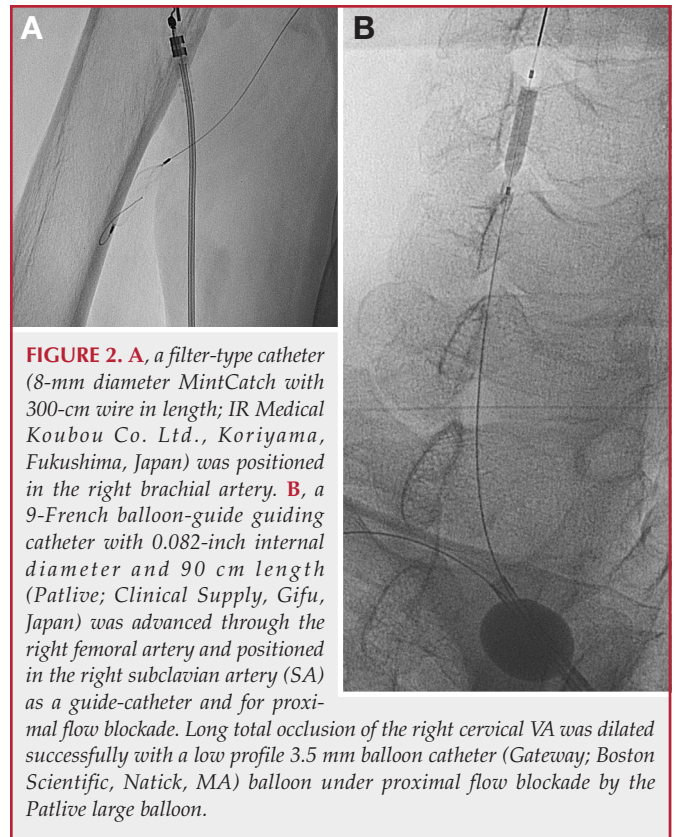 A
B
FIGURE 2. A, a filter-type catheter
(8-mm diameter MintCatch with
300-cm wire in length; IR Medical
Koubou Co. Ltd., Koriyama,
Fukushima, Japan) was positioned
in the right brachial artery. B, a
9-French balloon-guide guiding
catheter with 0.082-inch internal
diameter and 90 cm length
(Patlive; Clinical Supply, Gifu,
Japan) was advanced through the
right femoral artery and positioned
in the right subclavian artery (SA)
as a guide-catheter and for proxi-
mal flow blockade. Long total occlusion of the right cervical VA was dilated
successfully with a low profile 3.5 mm balloon catheter (Gateway; Boston
Scientific, Natick, MA) balloon under proximal flow blockade by the
Patlive large balloon.